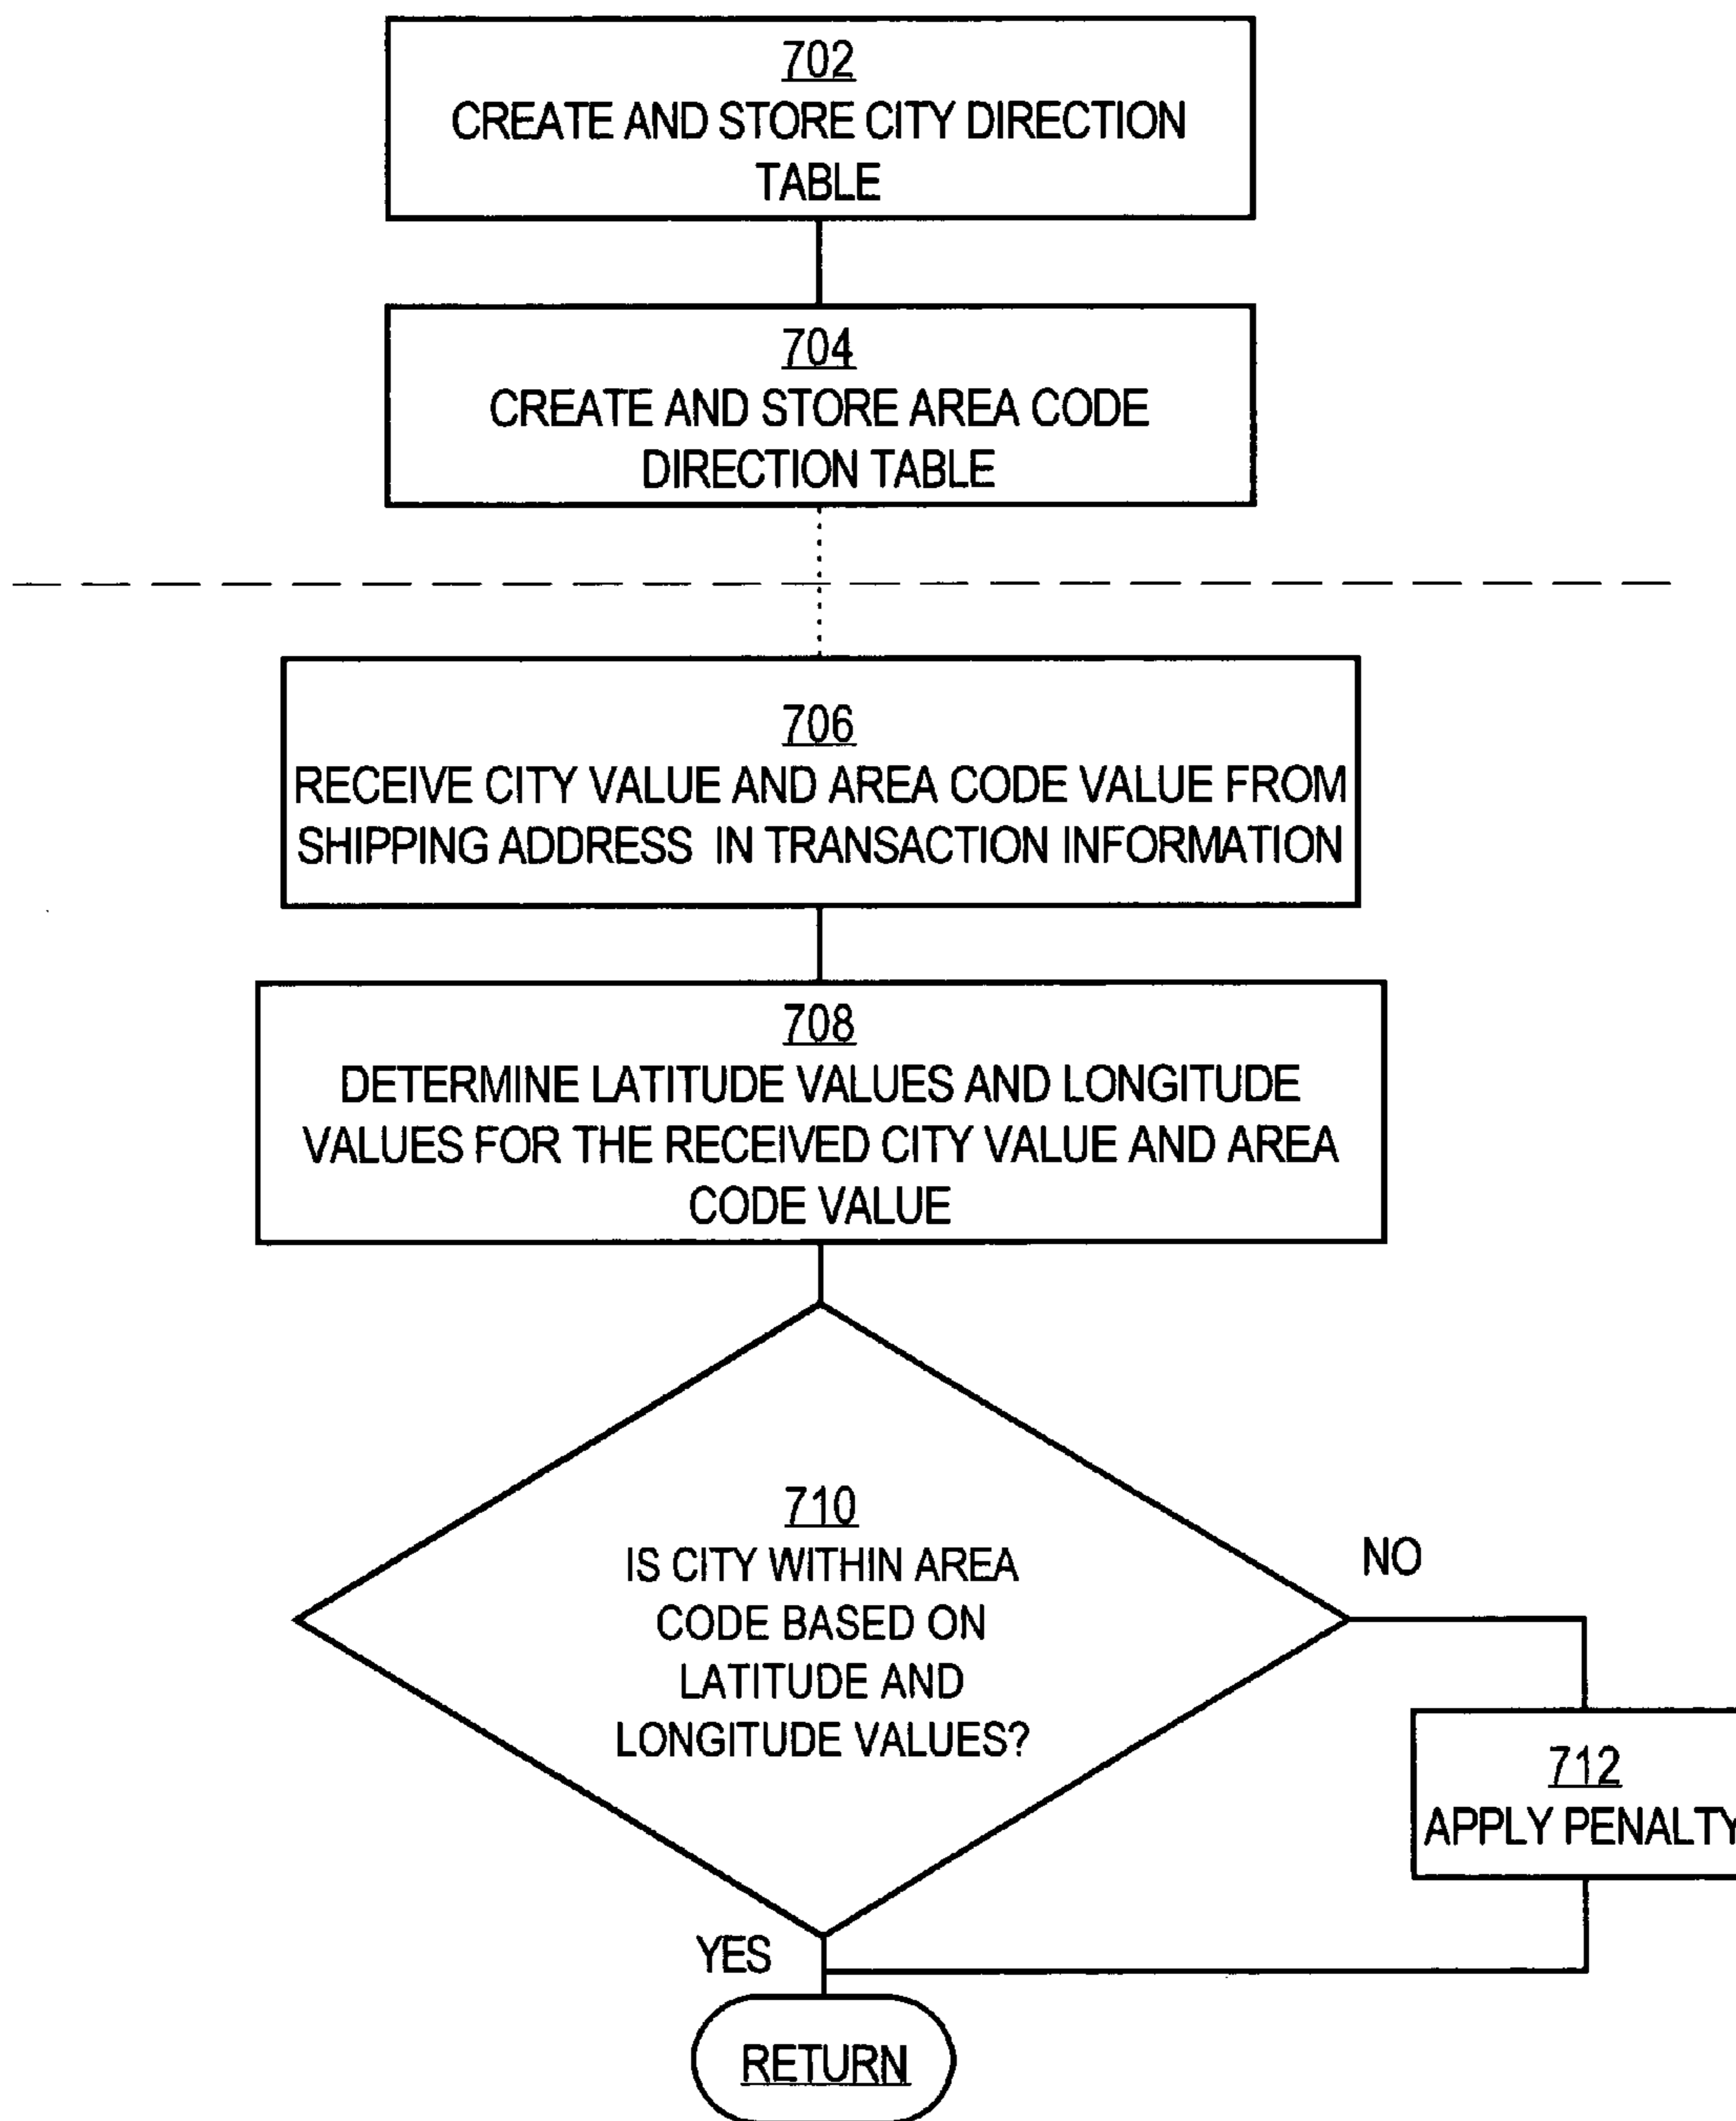 702
CREATE AND STORE CITY DIRECTION
TABLE
704
CREATE AND STORE AREA CODE
DIRECTION TABLE
706
RECEIVE CITY VALUE AND AREA CODE VALUE FROM
SHIPPING ADDRESS IN TRANSACTION INFORMATION
708
DETERMINE LATITUDE VALUES AND LONGITUDE
VALUES FOR THE RECEIVED CITY VALUE AND AREA
CODE VALUE
710
IS CITY WITHIN AREA
CODE BASED ON
LATITUDE AND
LONGITUDE VALUES?
NO
712
APPLY PENALTY
YES
RETURN